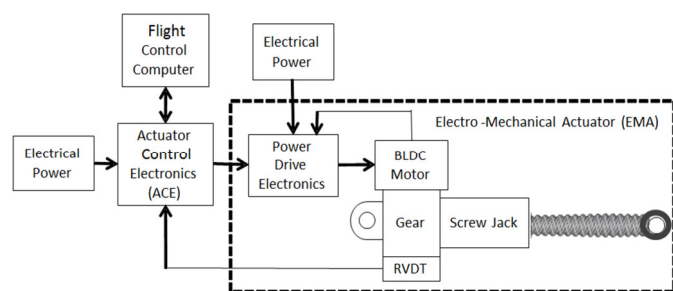 Flight
Control
Computer
Electrical
Power
Electro -Mechanical Actuator (EMA)
Electrical
Power
Actuator
Control
Electronics
(ACE)
Power
Drive
Electronics
BLDC
Motor
Gear
Screw Jack
RVDT